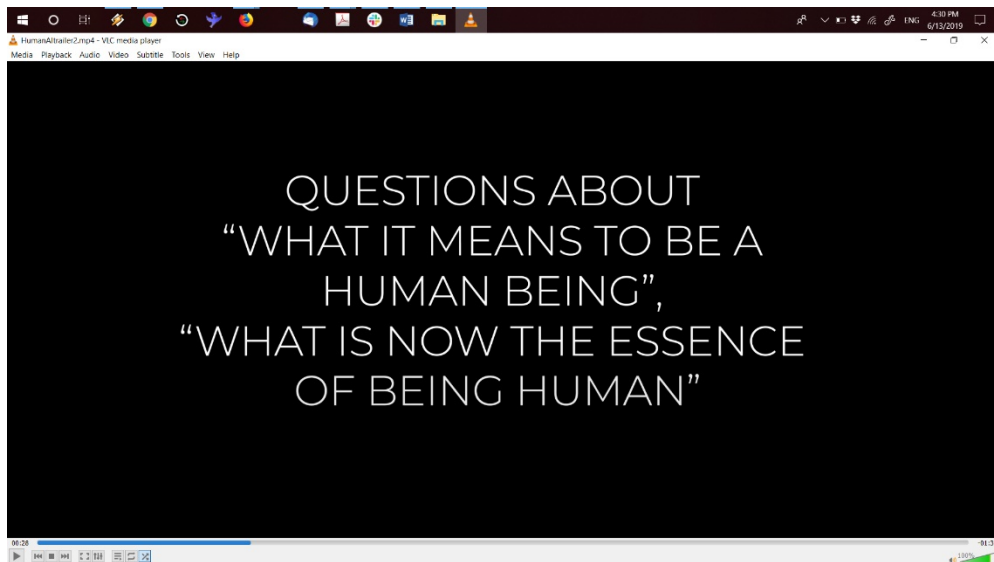 4:30 PM
ENG
6/13/2019
HumanAItrailer2.mp4 - VLC media player
Media Playback Audio Video Subtitle Tools View Help
QUESTIONS ABOUT
“WHAT IT MEANS TO BE A
HUMAN BEING”,
“WHAT IS NOW THE ESSENCE
OF BEING HUMAN”
00:28
100%